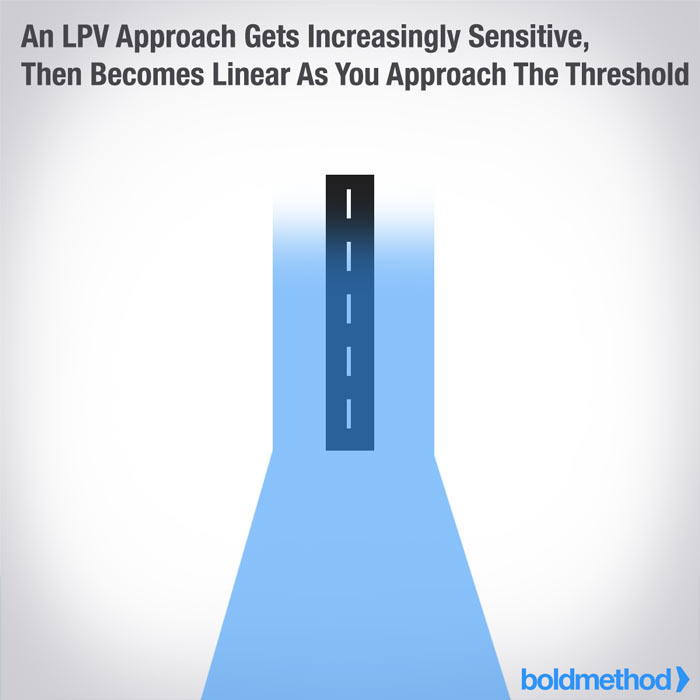 An LPV Approach Gets Increasingly Sensitive,
Then Becomes Linear As You Approach The Threshold
boldmethod